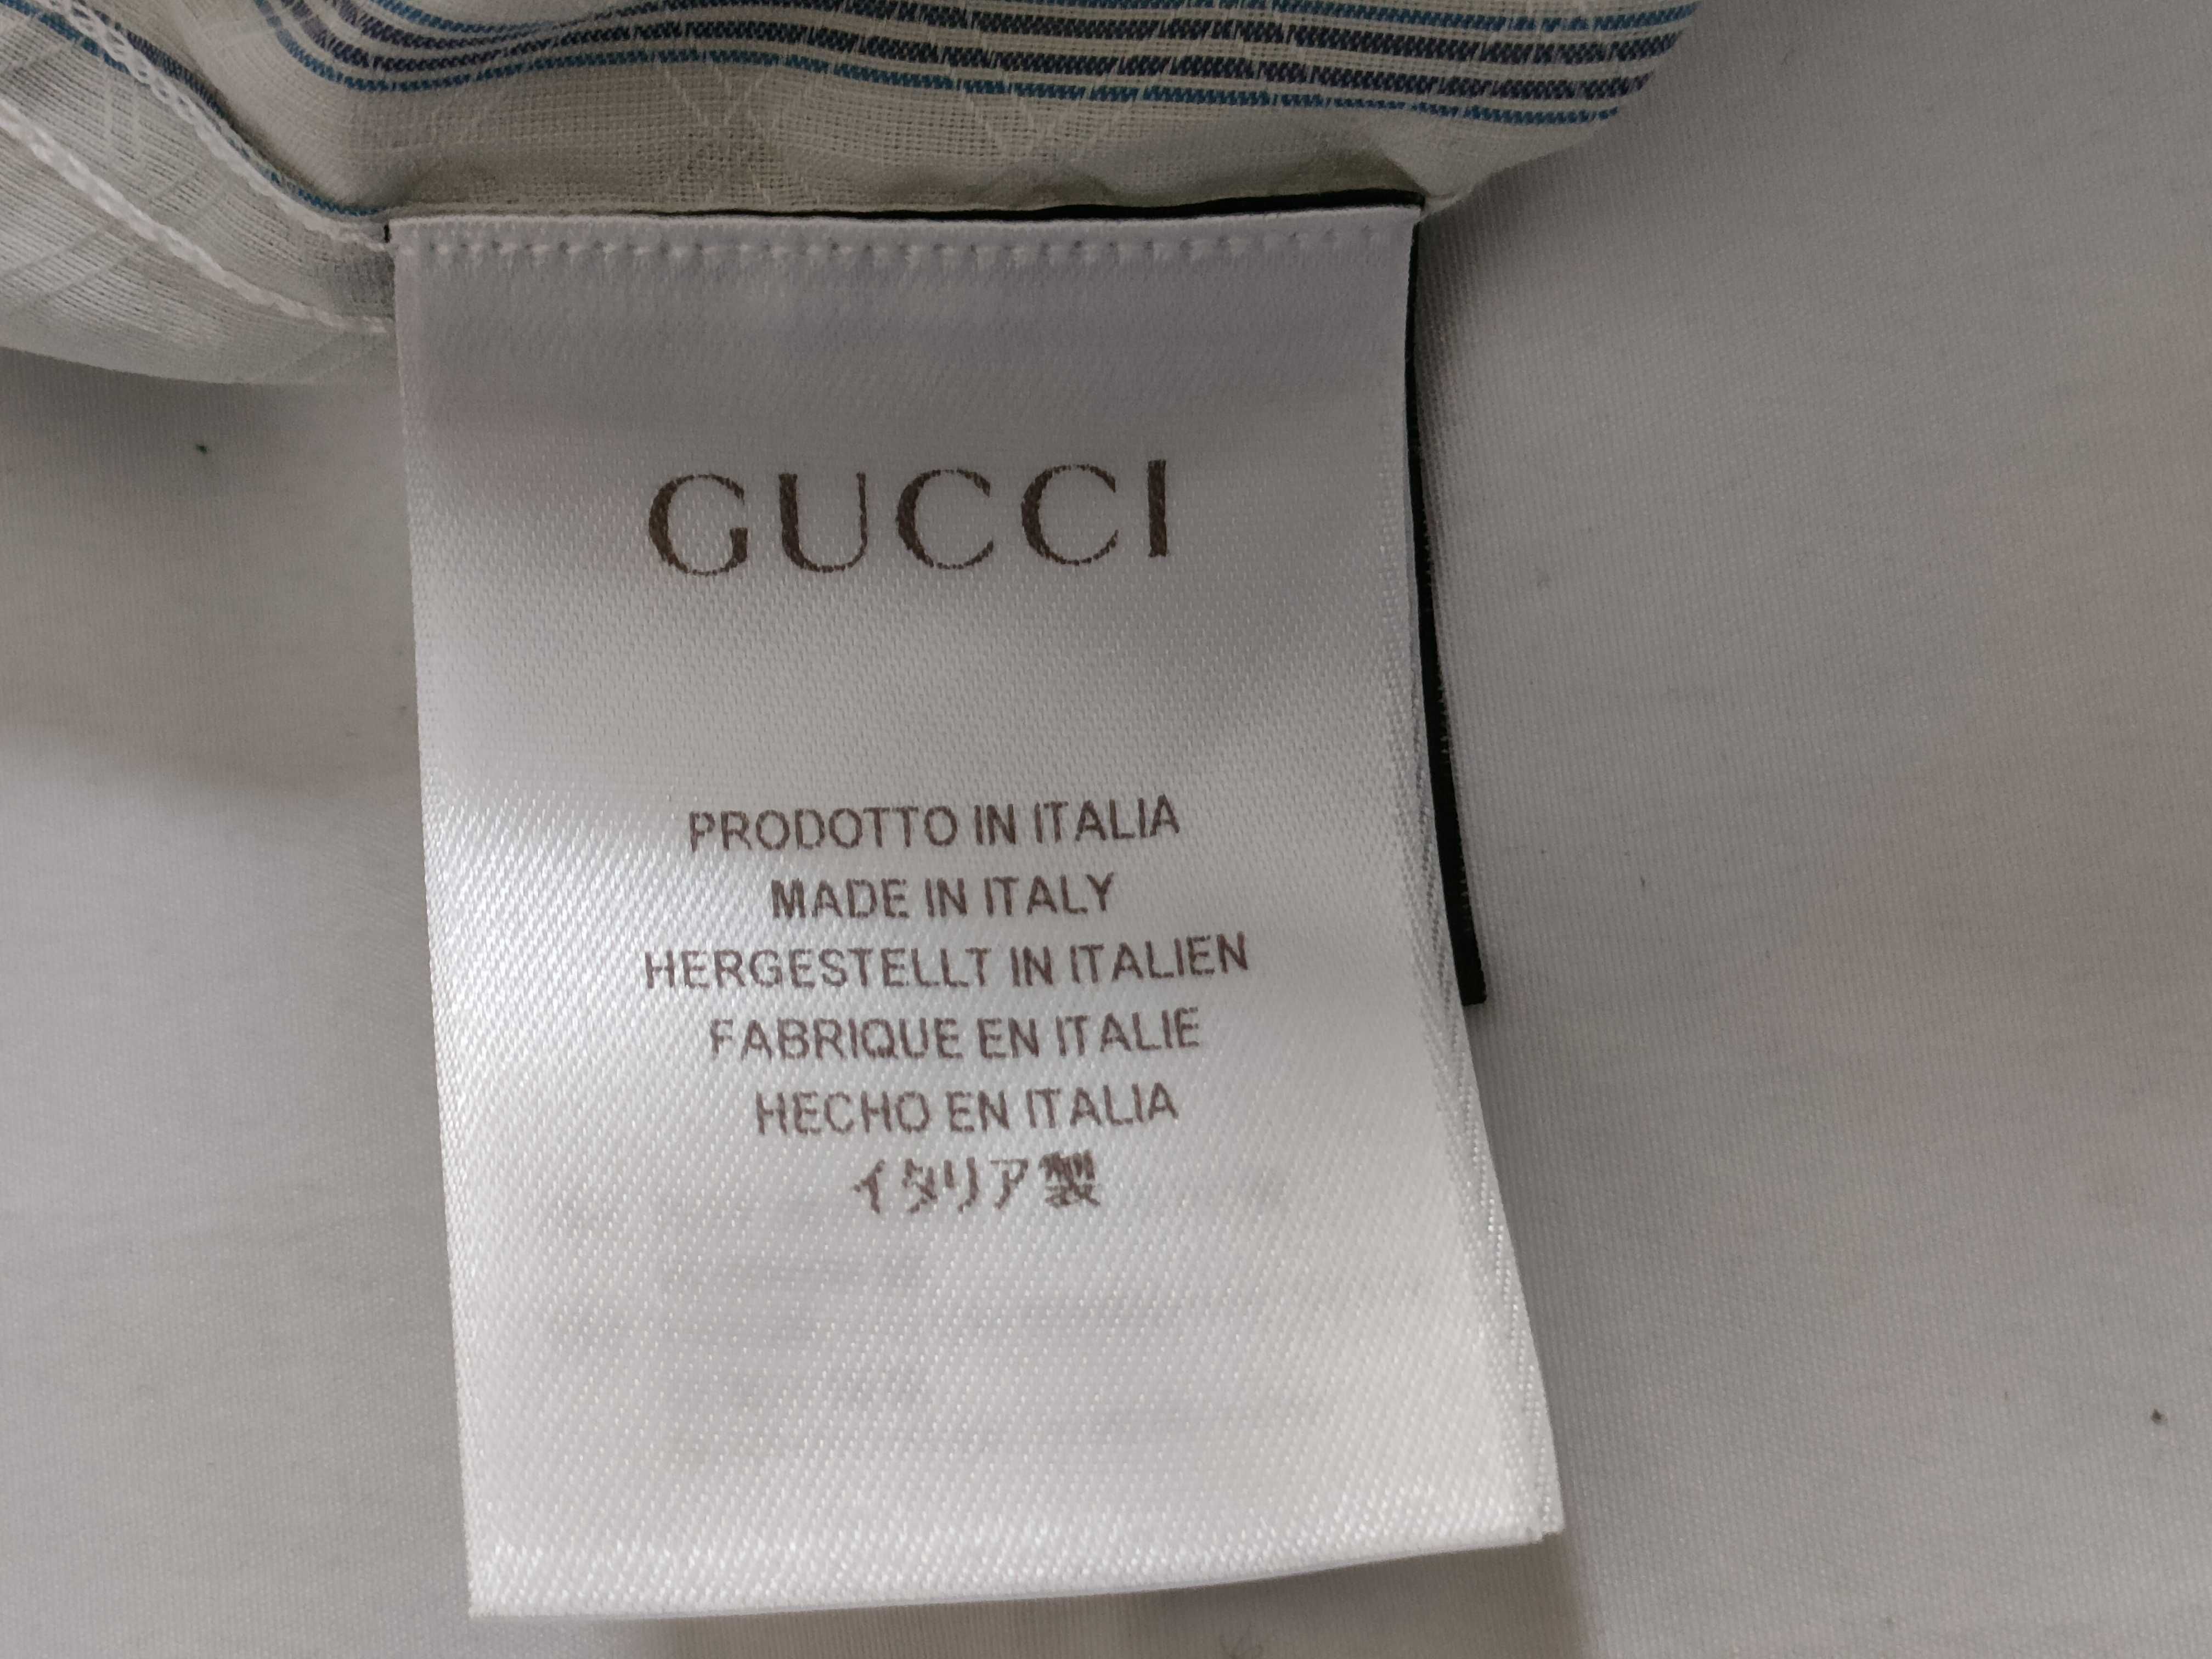 GUCCI
PRODOTTO IN ITALIA
MADE IN ITALY
HERGESTELLT IN ITALIEN
FABRIQUE EN ITALIE
HECHO EN ITALIA
イタリア製